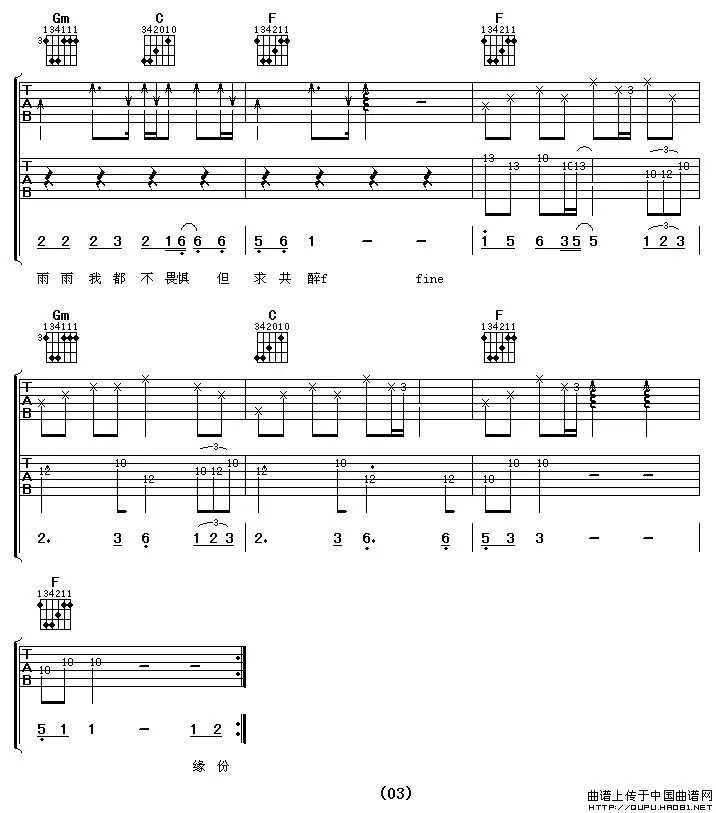 Gm C F F
134111 342010 134211 134211
3
T A B 3
T A B 13 13 10 10 13 10 12 10 3
2 2 2 3 2 1 6 6 6 5 6 1 – – 1 5 6 3 5 5 1 2 3 3
雨 雨 我 都 不 畏 惧 但 求 共 醉f fine
Gm C F
134111 342010 134211
3
T A B 3 3
T A B 12 10 12 10 12 10 3 12 10 12 12 10 10 10 – –
2. 3 6 1 2 3 3 2. 3 6. 6 5 3 3 – –
F
134211
T A B 10 10 10 – –
5 1 1 – 1 2
缘 份
(03)
曲谱上传于中国曲谱网
HTTP://QUPU.HAO81.NET